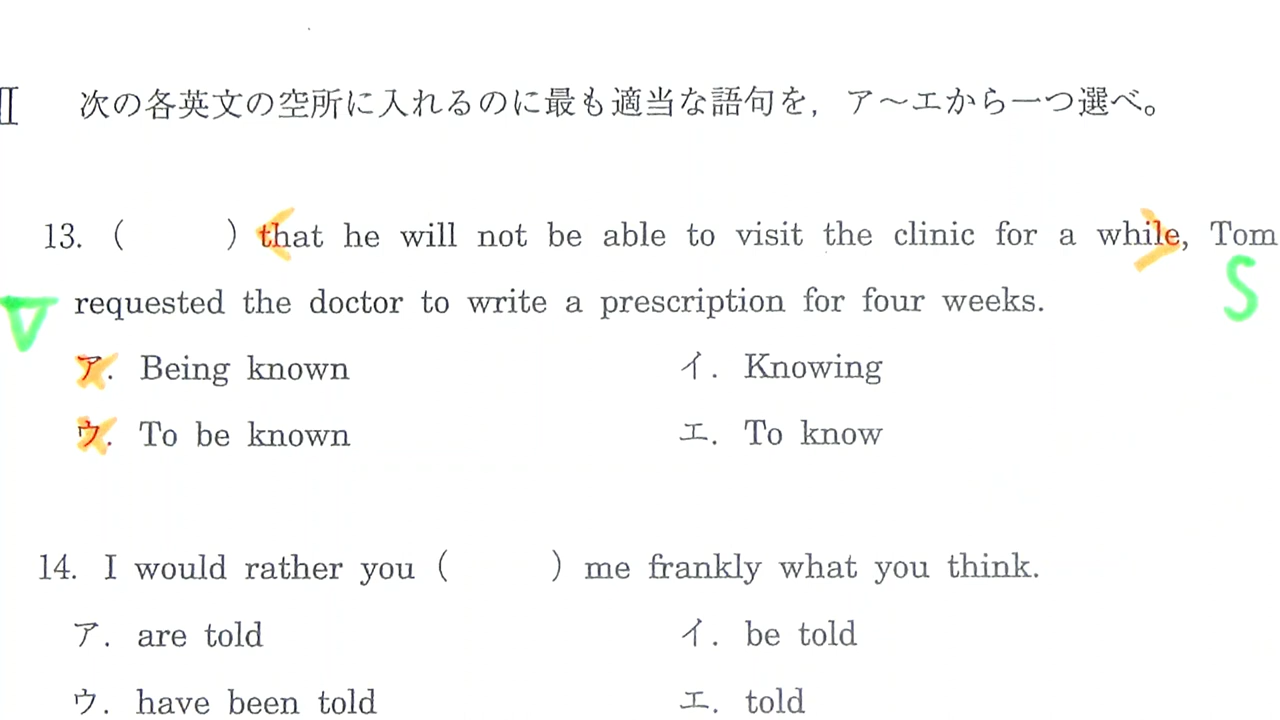 II 次の各英文の空所に入れるのに最も適当な語句を，ア～エから一つ選べ。
13. (    ) that he will not be able to visit the clinic for a while, Tom
S
requested the doctor to write a prescription for four weeks.
V
ア. Being known イ. Knowing
ウ. To be known エ. To know
14. I would rather you (    ) me frankly what you think.
ア. are told イ. be told
ウ. have been told エ. told